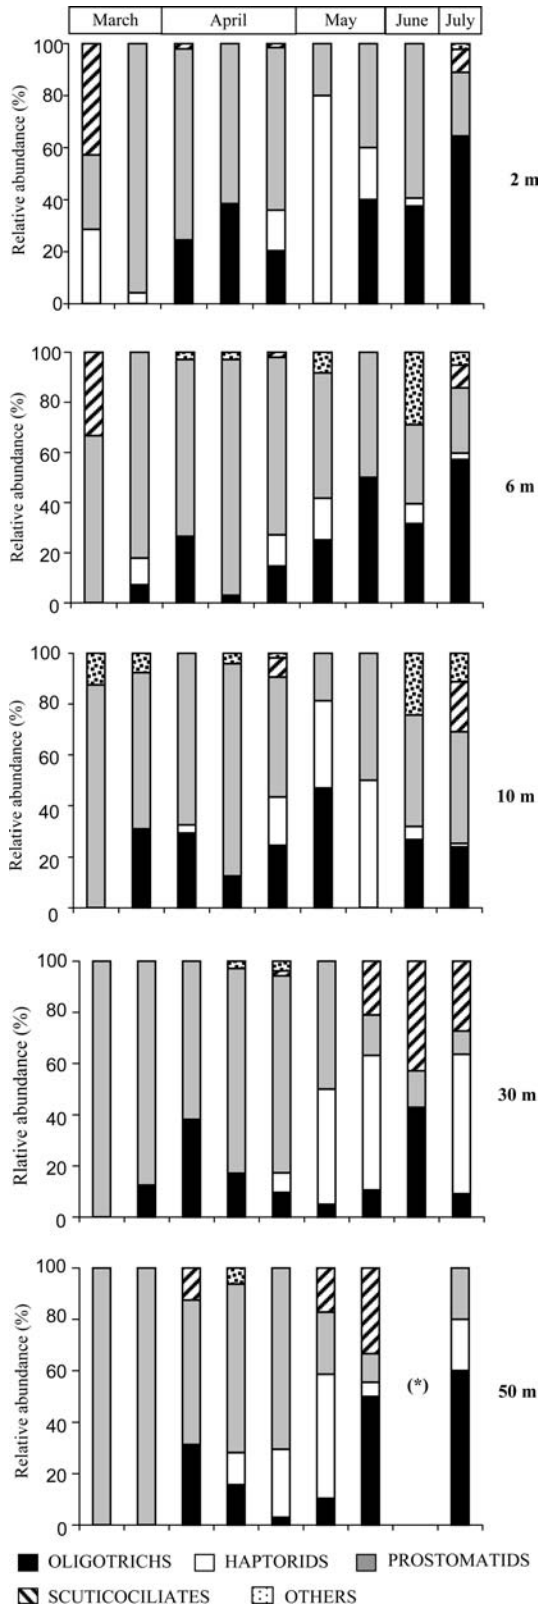 March April May June July
100
80
60
40
20
0
Relative abundance (%)
2 m
100
80
60
40
20
0
Relative abundance (%)
6 m
100
80
60
40
20
0
Relative abundance (%)
10 m
100
80
60
40
20
0
Rlative abundance (%)
30 m
100
80
60
40
20
0
Relative abundance (%)
(*)
50 m
OLIGOTRICHS HAPTORIDS PROSTOMATIDS
SCUTICOCILIATES OTHERS